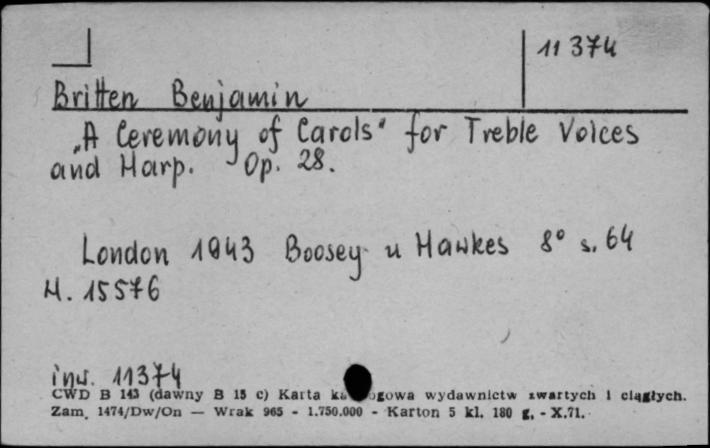 11 374
Britten Benjamin
„A Ceremony of Carols" for Treble Voices
and Harp. Op. 28.
London 1943 Boosey u Hawkes 8° s. 64
H. 15576
inw. 11374
CWD B 143 (dawny B 15 c) Karta wydawnictw zwartych i ciągłych.
Zam. 1474/Dw/On — Wrak 965 - 1.750.000 - Karton 5 kl. 180 g. - X.71.